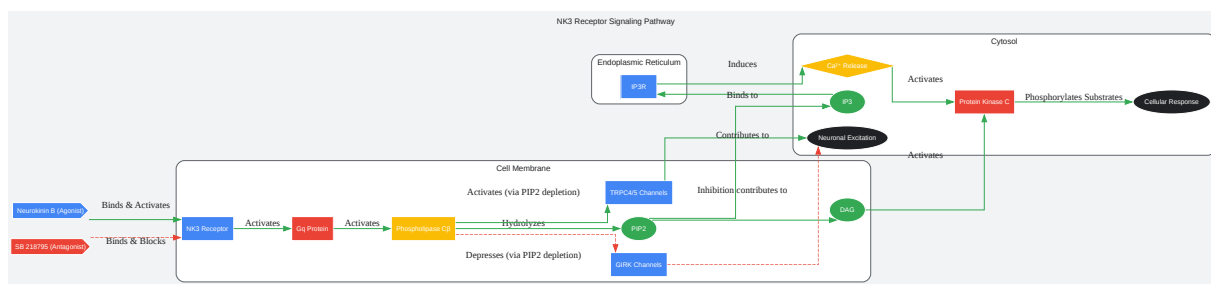 NK3 Receptor Signaling Pathway
Cytosol
Endoplasmic Reticulum
Induces
Ca²⁺ Release
Activates
IP3R
Binds to
IP3
Protein Kinase C
Phosphorylates Substrates
Cellular Response
Contributes to
Neuronal Excitation
Activates
Cell Membrane
Activates (via PIP2 depletion)
TRPC4/5 Channels
Inhibition contributes to
Binds & Activates
Neurokinin B (Agonist)
DAG
NK3 Receptor
Activates
Gq Protein
Activates
Phospholipase Cβ
Hydrolyzes
PIP2
Binds & Blocks
SB 218795 (Antagonist)
Depresses (via PIP2 depletion)
GIRK Channels